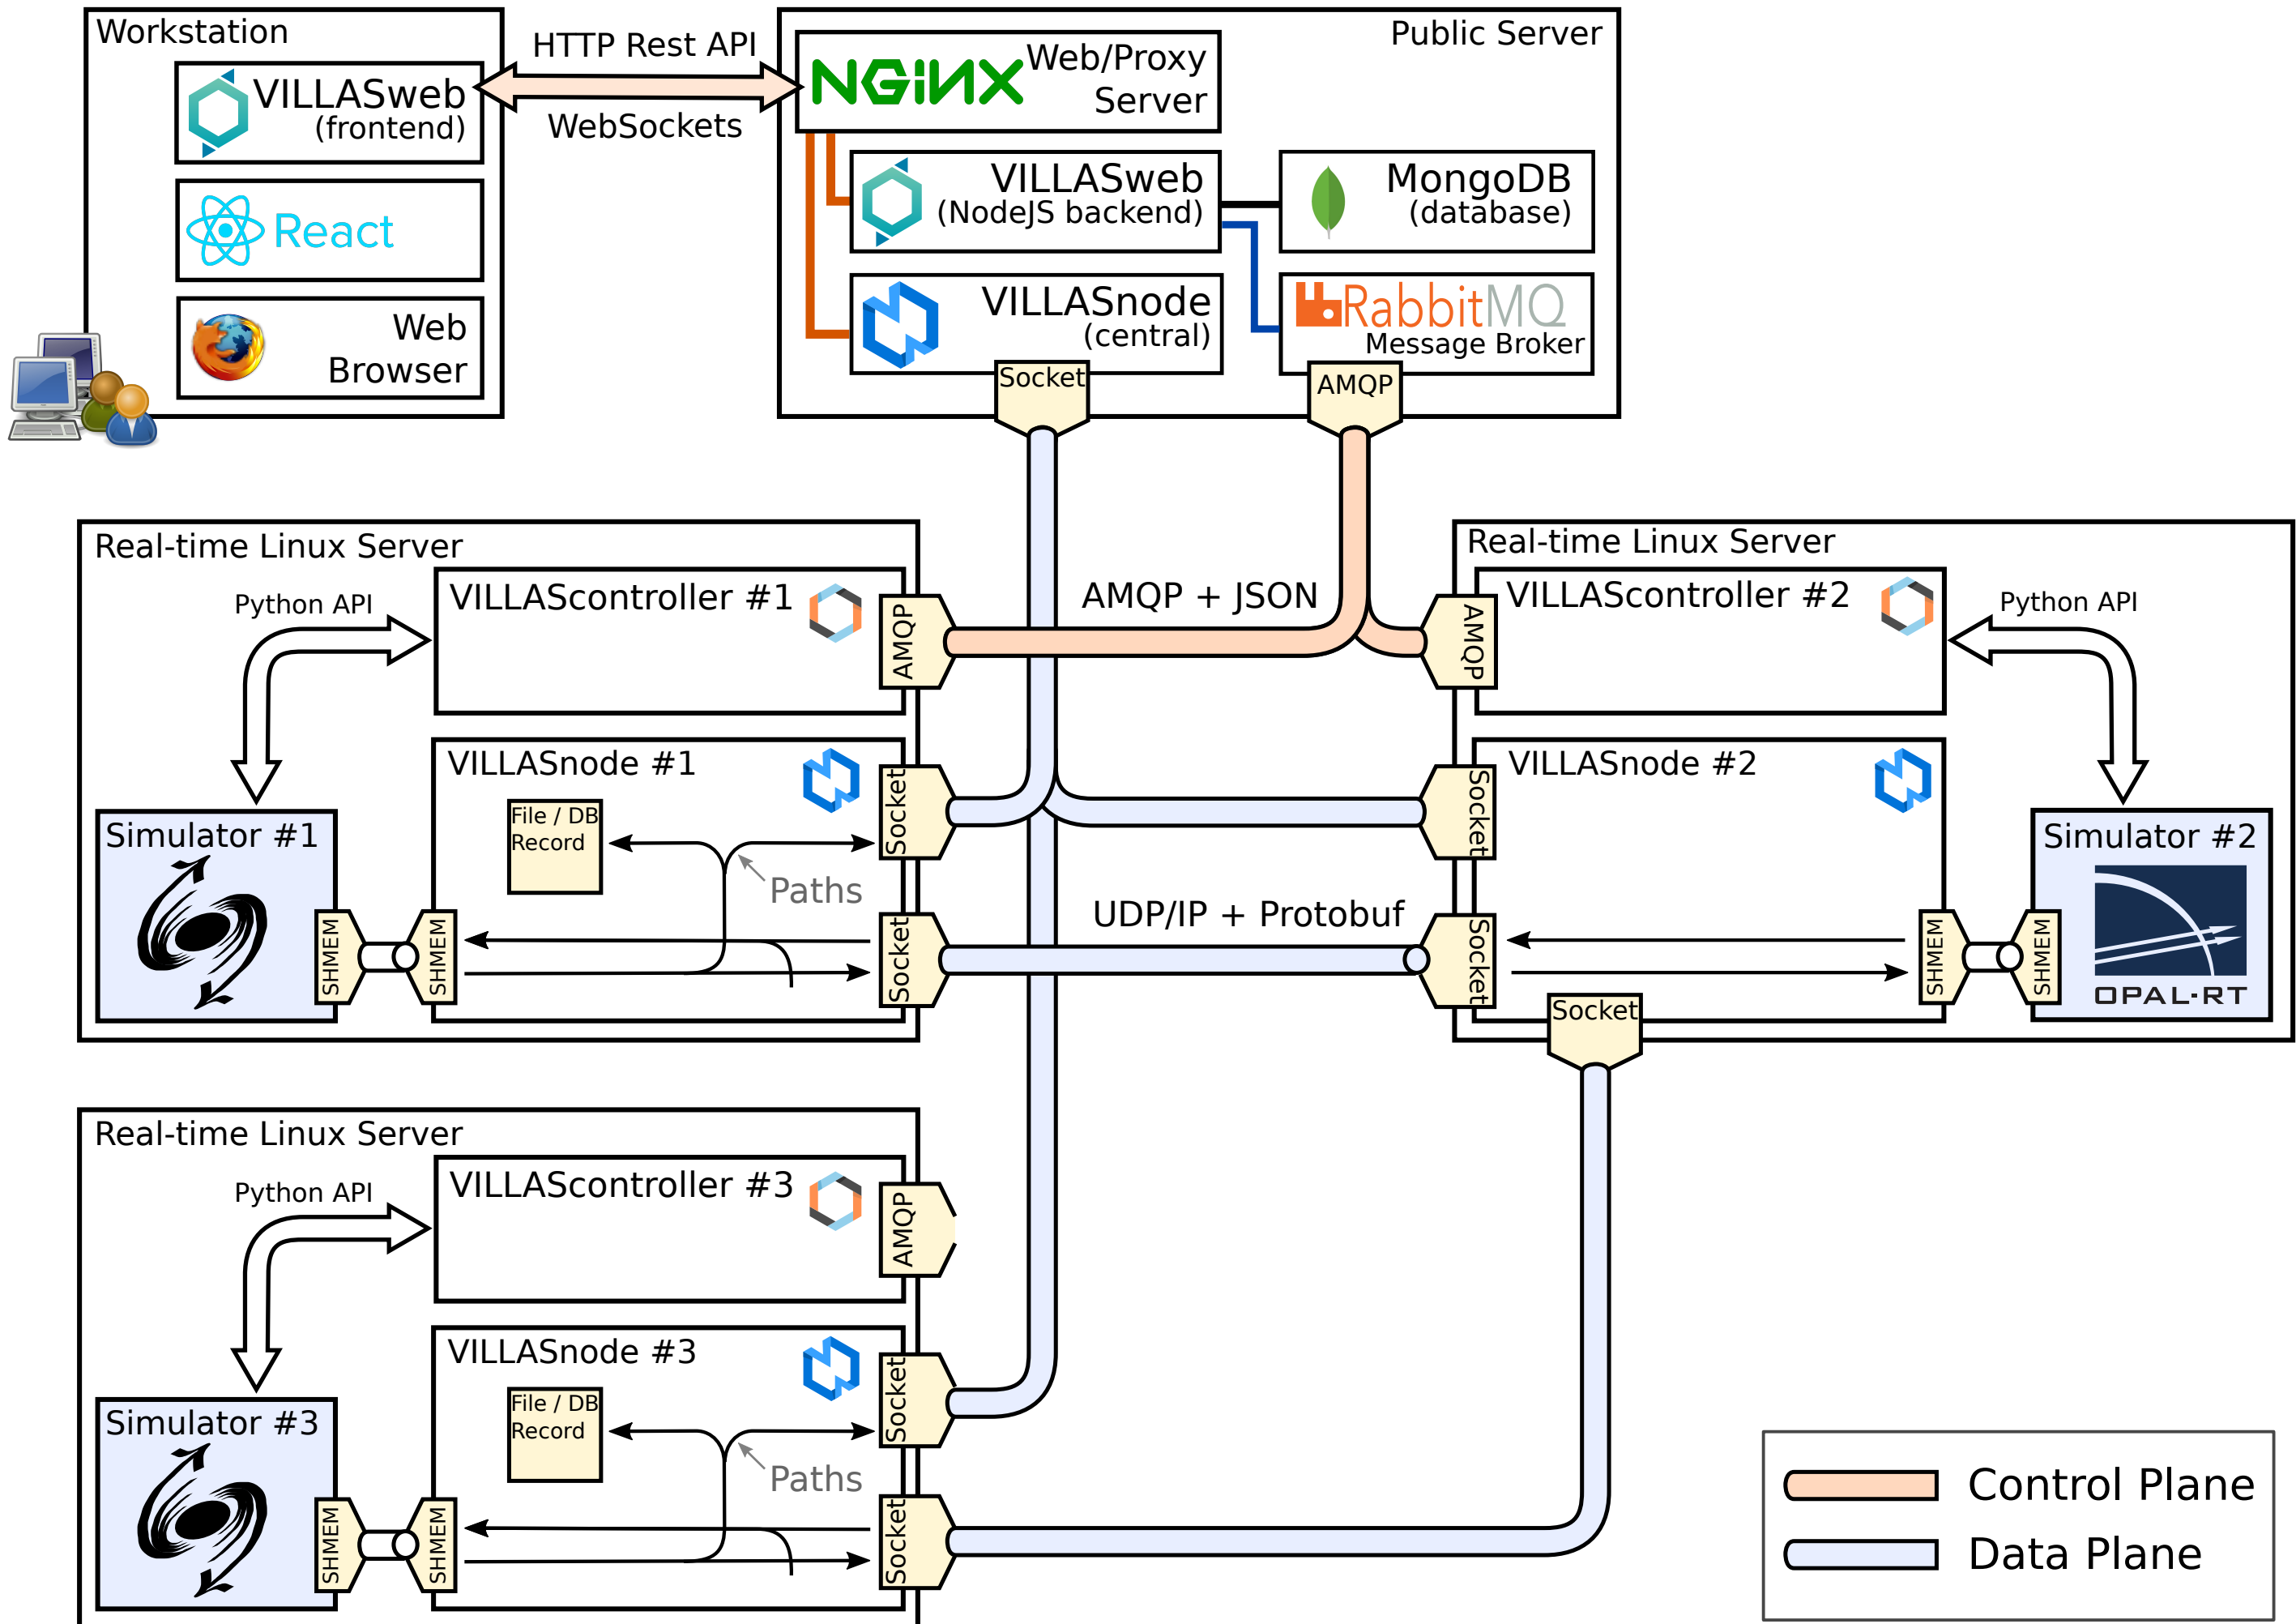 Workstation
VILLASweb
(frontend)
React
Web
Browser
HTTP Rest API
WebSockets
Public Server
NGiNX
Web/Proxy
Server
VILLASweb
(NodeJS backend)
MongoDB
(database)
VILLASnode
(central)
RabbitMQ
Message Broker
Socket
AMQP
Real-time Linux Server
Python API
VILLAScontroller #1
AMQP
VILLASnode #1
File / DB
Record
Paths
Socket
Socket
Simulator #1
SHMEM
SHMEM
AMQP + JSON
UDP/IP + Protobuf
Real-time Linux Server
AMQP
VILLAScontroller #2
Python API
Socket
VILLASnode #2
Socket
Socket
SHMEM
SHMEM
Simulator #2
OPAL-RT
Real-time Linux Server
Python API
VILLAScontroller #3
AMQP
VILLASnode #3
File / DB
Record
Paths
Socket
Socket
Simulator #3
SHMEM
SHMEM
Control Plane
Data Plane